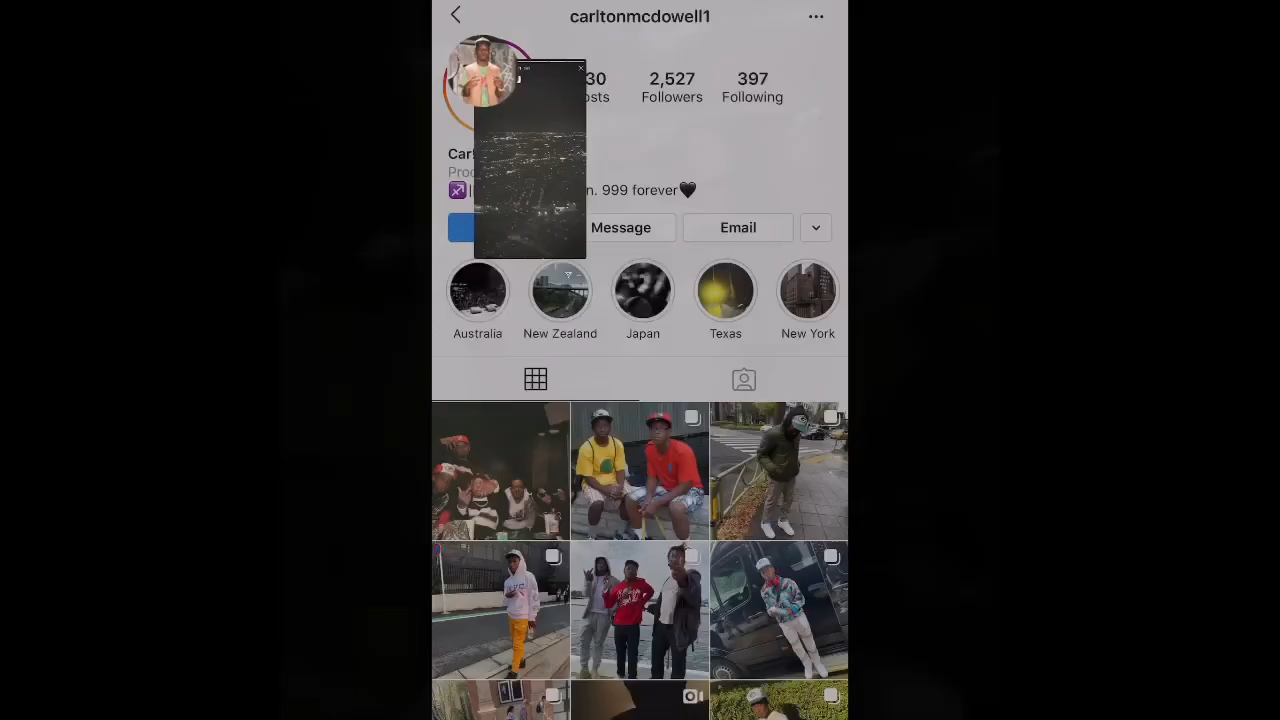 carltonmcdowell1
30 2,527 397
osts Followers Following
Car
Proc
n. 999 forever🖤
Message Email
Australia New Zealand Japan Texas New York